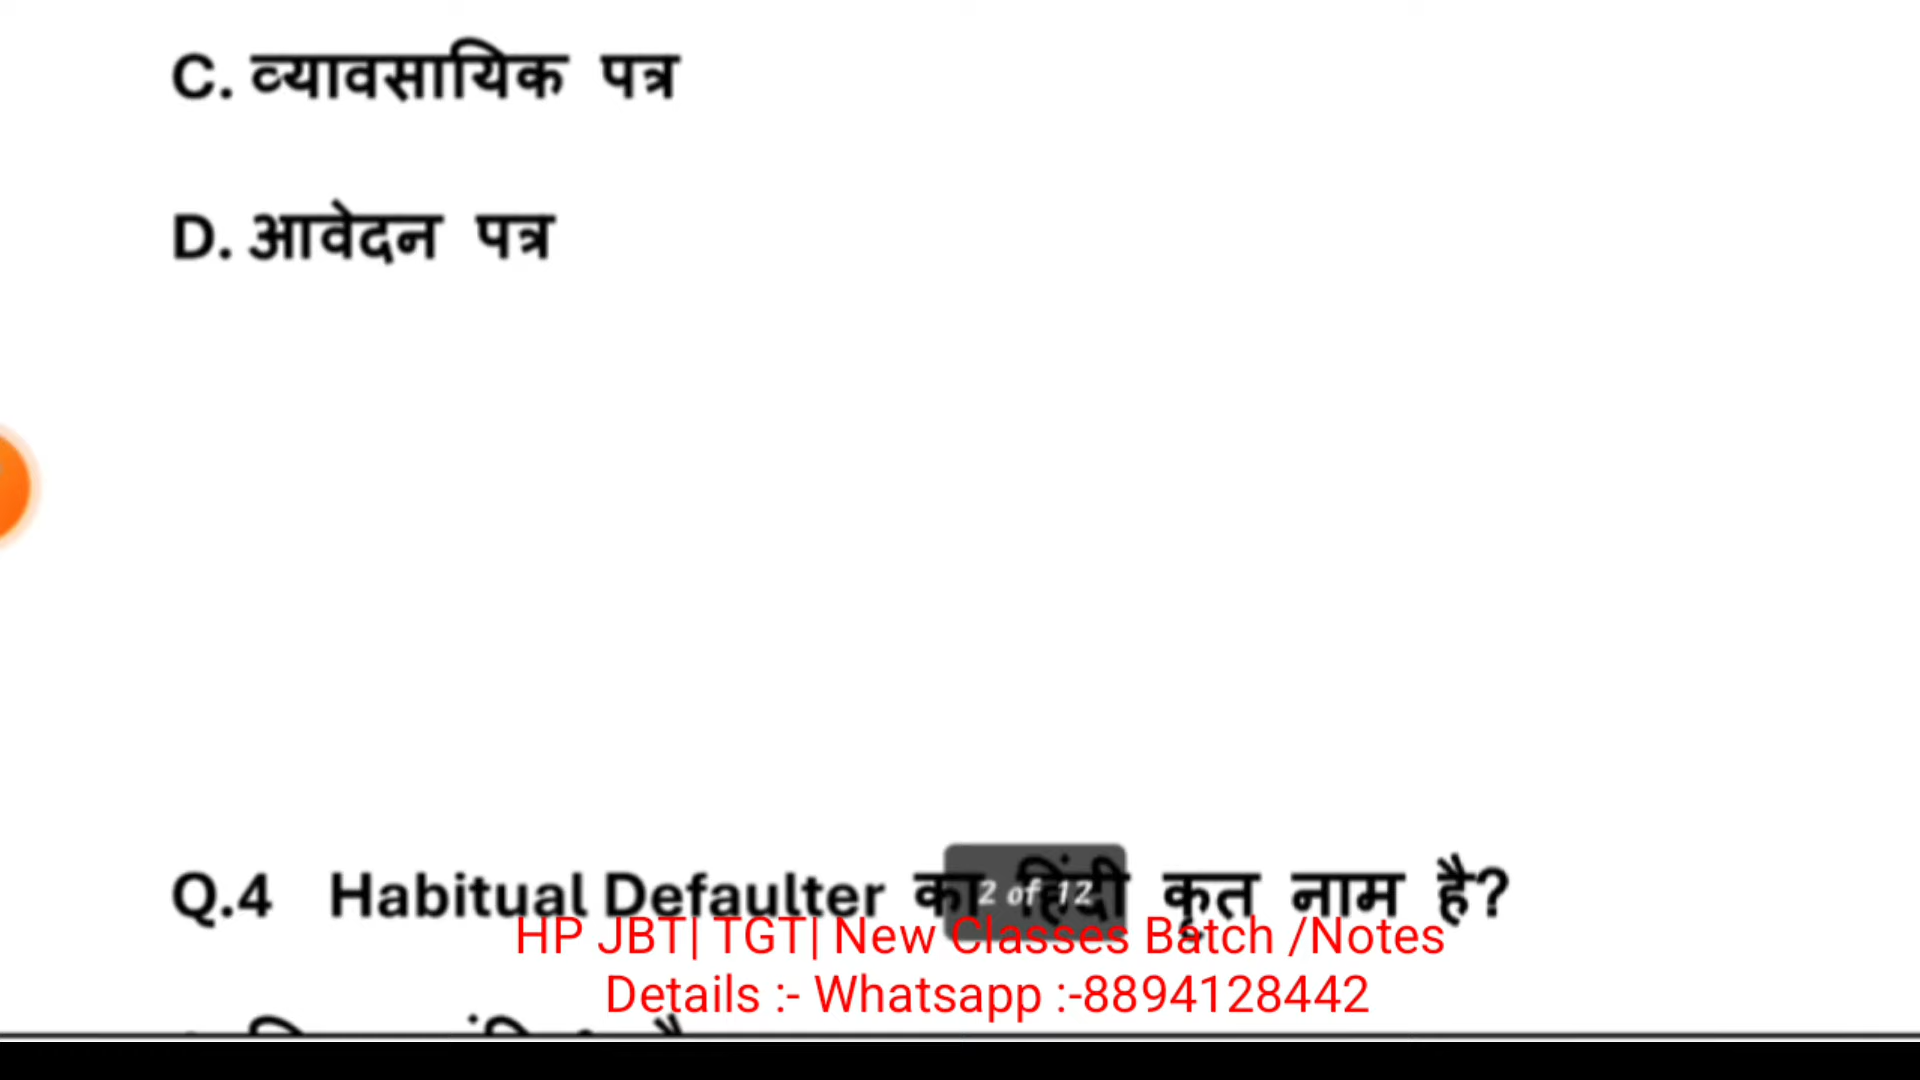 C. व्यावसायिक पत्र
D. आवेदन पत्र
Q.4 Habitual Defaulter का हिंदी कृत नाम है?
2 of 12
HP JBT| TGT| New Classes Batch /Notes
Details :- Whatsapp :-8894128442